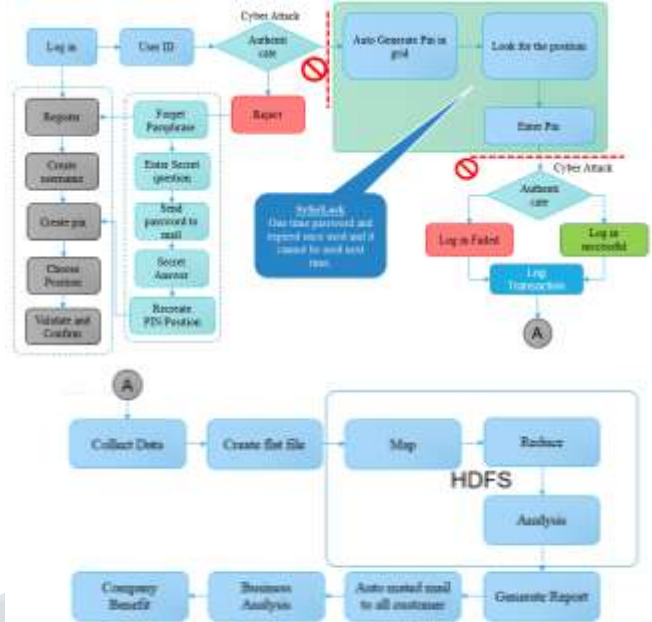 Cyber Attack
Log in
User ID
Authenti
cate
Auto Generate Pin in
grid
Look for the position
Register
Forget
Passphrase
Reject
Enter Pin
Create
username
Enter Secret
question
Cyber Attack
Create pin
Send
password to
mail
One time password and
expired once used and it
cannot be used next
time.
Authenti
cate
Log in Failed
Log in
successful
Choose
Position
Secret
Answer
Log
Transaction
Validate and
Confirm
Recreate
PIN/Position
A
A
Collect Data
Create flat file
Map
Reduce
HDFS
Analysis
Company
Benefit
Business
Analysis
Auto mated mail
to all customer
Generate Report